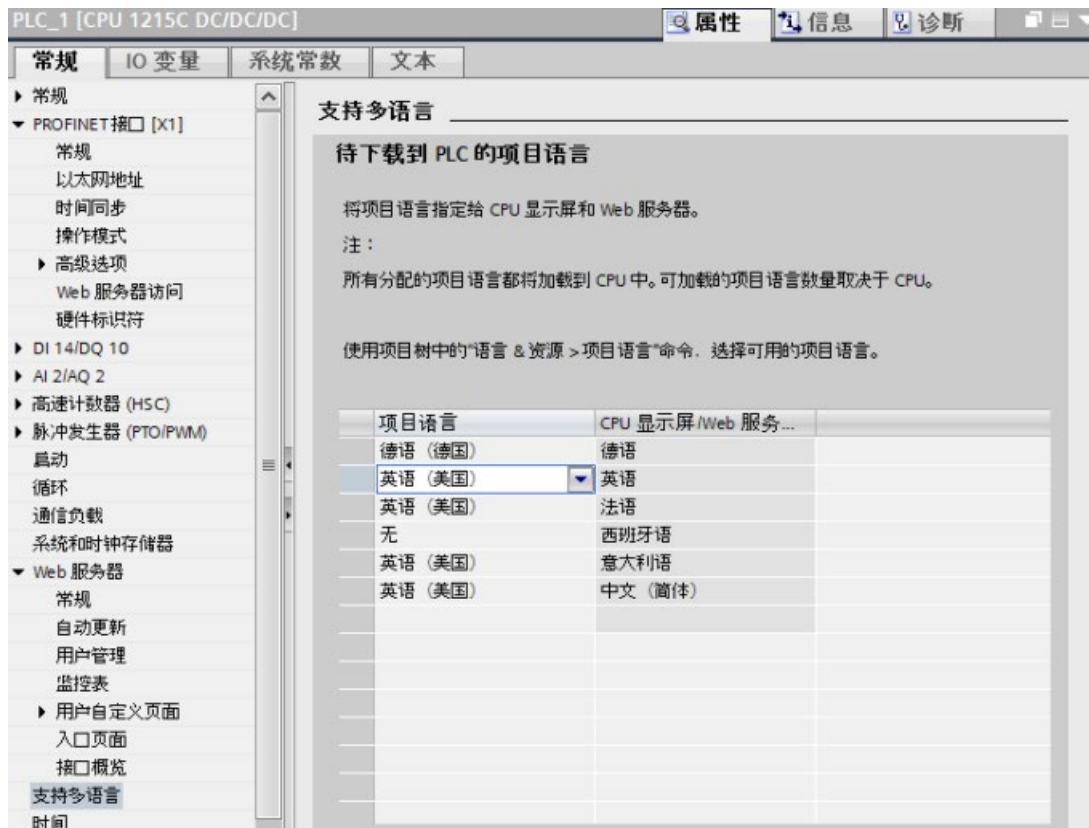 PLC_1 [CPU 1215C DC/DC/DC]
属性
信息
诊断
常规
IO 变量
系统常数
文本
常规
PROFINET接口 [X1]
常规
以太网地址
时间同步
操作模式
高级选项
Web 服务器访问
硬件标识符
DI 14/DQ 10
AI 2/AQ 2
高速计数器 (HSC)
脉冲发生器 (PTO/PWM)
启动
循环
通信负载
系统和时钟存储器
Web 服务器
常规
自动更新
用户管理
监控表
用户自定义页面
入口页面
接口概览
支持多语言
时间
支持多语言
待下载到 PLC 的项目语言
将项目语言指定给 CPU 显示屏和 Web 服务器。
注：
所有分配的项目语言都将加载到 CPU 中。可加载的项目语言数量取决于 CPU。
使用项目树中的“语言 & 资源 > 项目语言”命令，选择可用的项目语言。
项目语言 CPU 显示屏/Web 服务...
德语（德国） 德语
英语（美国） 英语
英语（美国） 法语
无 西班牙语
英语（美国） 意大利语
英语（美国） 中文（简体）